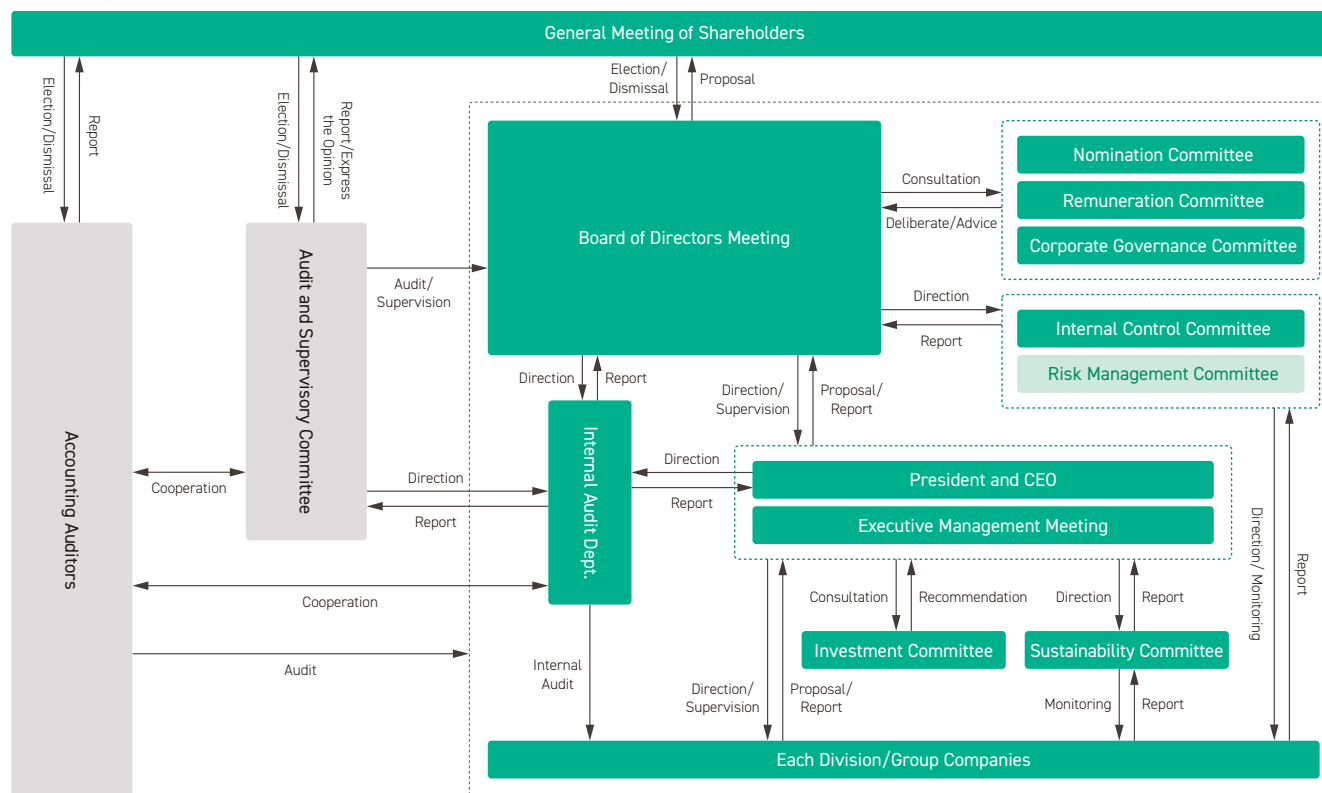 General Meeting of Shareholders
Election/Dismissal
Report
Election/Dismissal
Report/Express
the Opinion
Election/
Dismissal
Proposal
Board of Directors Meeting
Consultation
Deliberate/Advice
Nomination Committee
Remuneration Committee
Corporate Governance Committee
Audit/
Supervision
Direction
Report
Internal Control Committee
Risk Management Committee
Accounting Auditors
Audit and Supervisory Committee
Cooperation
Direction
Report
Direction
Report
Internal Audit Dept.
Direction/
Supervision
Proposal/
Report
Direction
Report
President and CEO
Executive Management Meeting
Cooperation
Audit
Internal
Audit
Direction/
Supervision
Proposal/
Report
Consultation
Recommendation
Investment Committee
Direction
Report
Sustainability Committee
Monitoring
Report
Direction/ Monitoring
Report
Each Division/Group Companies